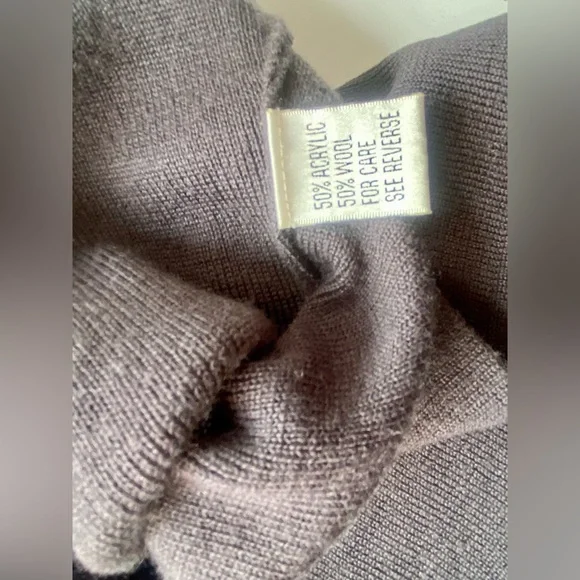 50% ACRYLIC
50% WOOL
FOR CARE
SEE REVERSE